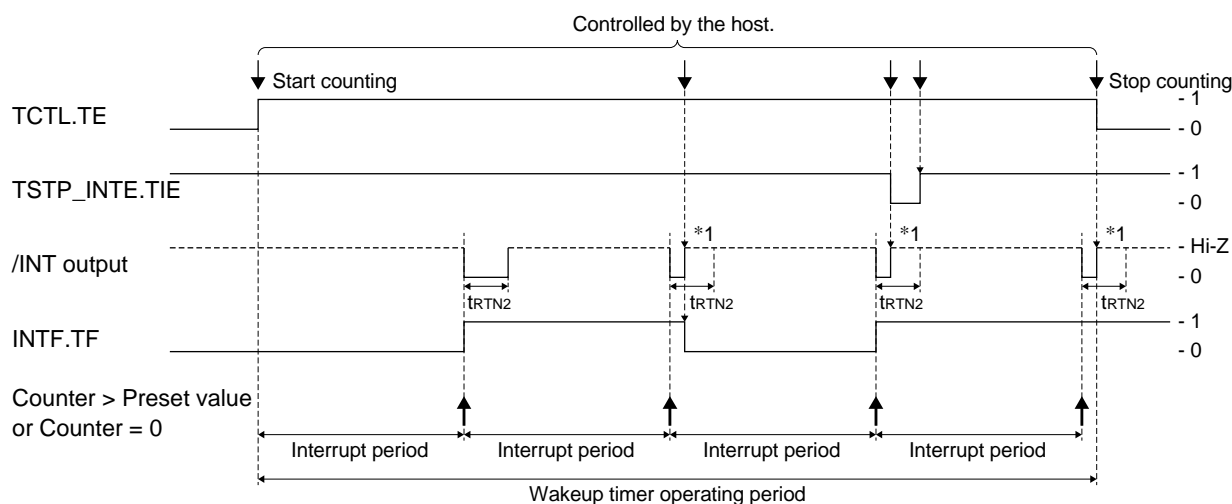 Controlled by the host.
Start counting
Stop counting
TCTL.TE
- 1
- 0
TSTP_INTE.TIE
- 1
- 0
*1
*1
*1
/INT output
- Hi-Z
- 0
tRTN2
tRTN2
tRTN2
tRTN2
INTF.TF
- 1
- 0
Counter > Preset value
or Counter = 0
Interrupt period
Interrupt period
Interrupt period
Interrupt period
Wakeup timer operating period